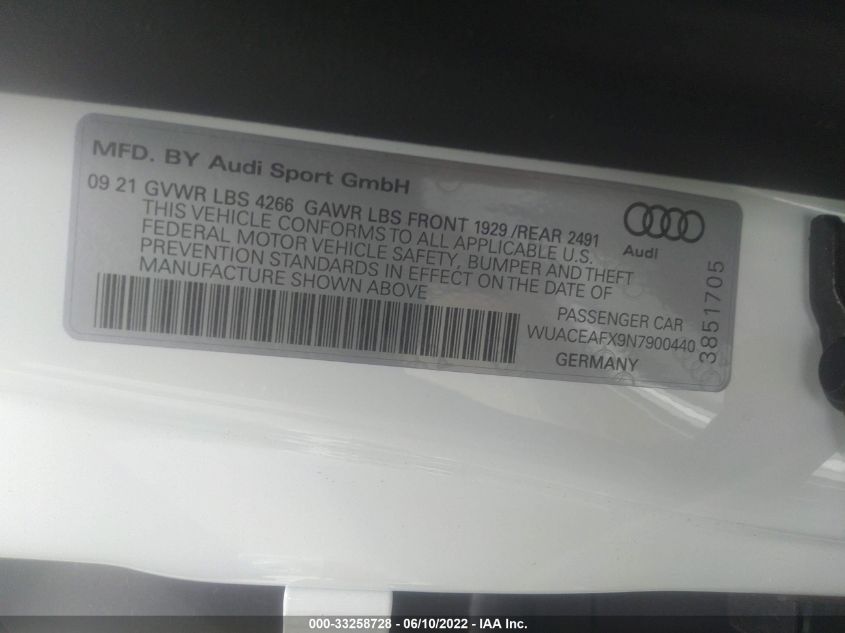 MFD. BY Audi Sport GmbH
09 21 GVWR LBS 4266 GAWR LBS FRONT 1929 /REAR 2491
THIS VEHICLE CONFORMS TO ALL APPLICABLE U.S.
FEDERAL MOTOR VEHICLE SAFETY, BUMPER AND THEFT
PREVENTION STANDARDS IN EFFECT ON THE DATE OF
MANUFACTURE SHOWN ABOVE
Audi
PASSENGER CAR
WUACEAFX9N7900440
GERMANY
3851705
000-33258728 - 06/10/2022 - IAA Inc.